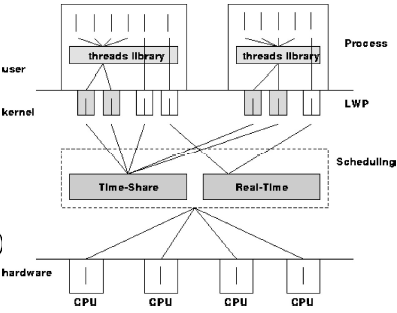 Process
threads library
threads library
user
LWP
kernel
Scheduling
Time-Share
Real-Time
)
hardware
CPU
CPU
CPU
CPU